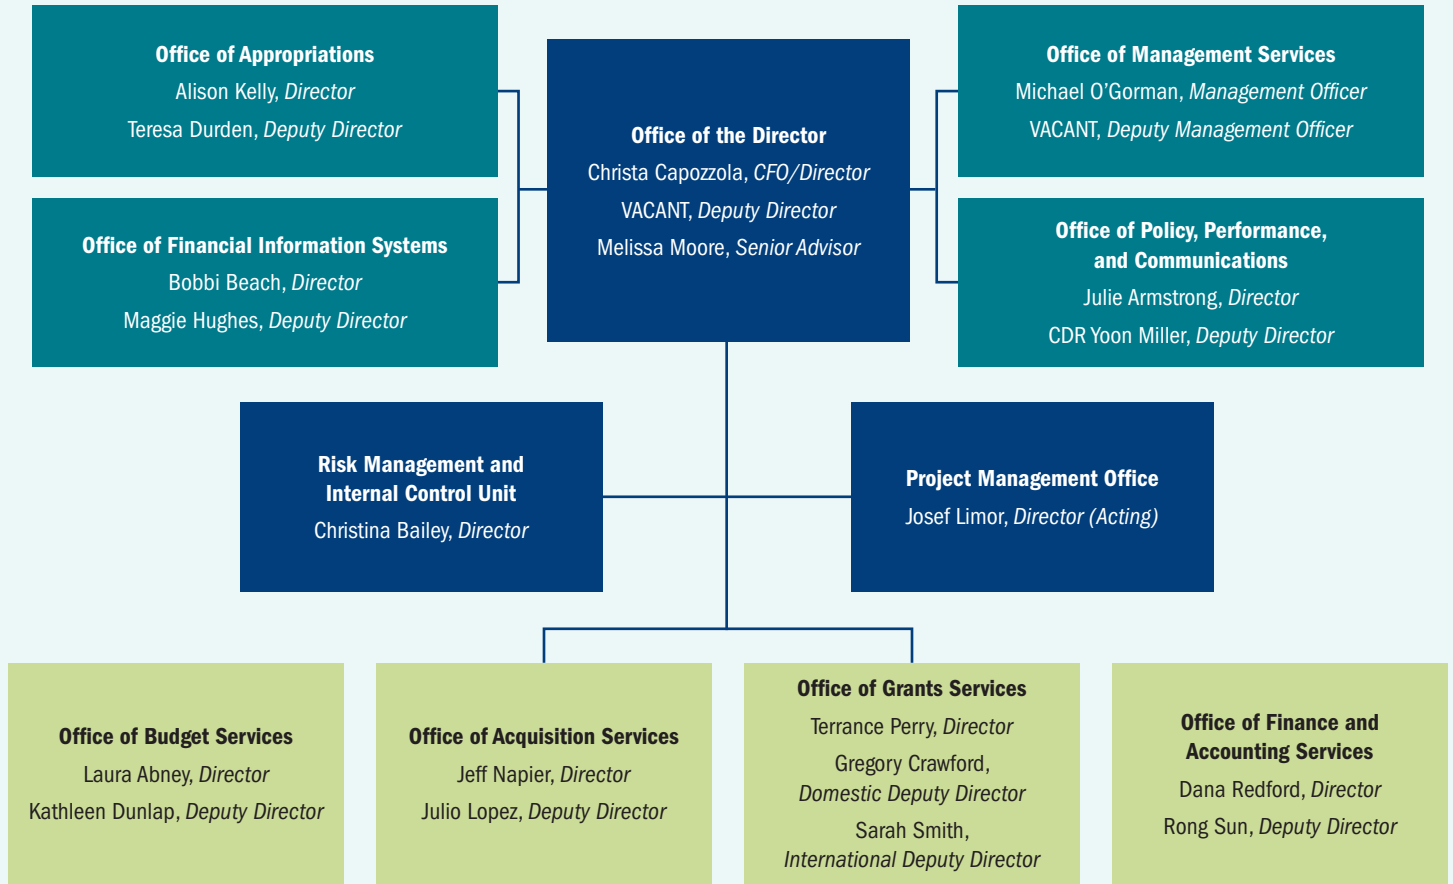 Office of Appropriations
Alison Kelly, Director
Teresa Durden, Deputy Director
Office of Financial Information Systems
Bobbi Beach, Director
Maggie Hughes, Deputy Director
Office of the Director
Christa Capozzola, CFO/Director
VACANT, Deputy Director
Melissa Moore, Senior Advisor
Office of Management Services
Michael O’Gorman, Management Officer
VACANT, Deputy Management Officer
Office of Policy, Performance,
and Communications
Julie Armstrong, Director
CDR Yoon Miller, Deputy Director
Risk Management and
Internal Control Unit
Christina Bailey, Director
Project Management Office
Josef Limor, Director (Acting)
Office of Budget Services
Laura Abney, Director
Kathleen Dunlap, Deputy Director
Office of Acquisition Services
Jeff Napier, Director
Julio Lopez, Deputy Director
Office of Grants Services
Terrance Perry, Director
Gregory Crawford,
Domestic Deputy Director
Sarah Smith,
International Deputy Director
Office of Finance and
Accounting Services
Dana Redford, Director
Rong Sun, Deputy Director